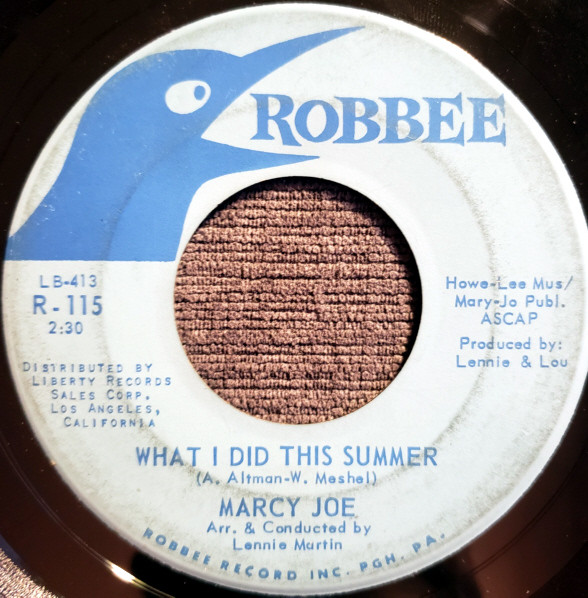 ROBBEE
LB-413
R-115
2:30
Howe-Lee Mus/
Mary-Jo Publ.
ASCAP
Produced by:
Lennie & Lou
DISTRIBUTED BY
LIBERTY RECORDS
SALES CORP.
LOS ANGELES,
CALIFORNIA
WHAT I DID THIS SUMMER
(A. Altman-W. Meshel)
MARCY JOE
Arr. & Conducted by
Lennie Martin
ROBBEE RECORD INC. PGH. PA.